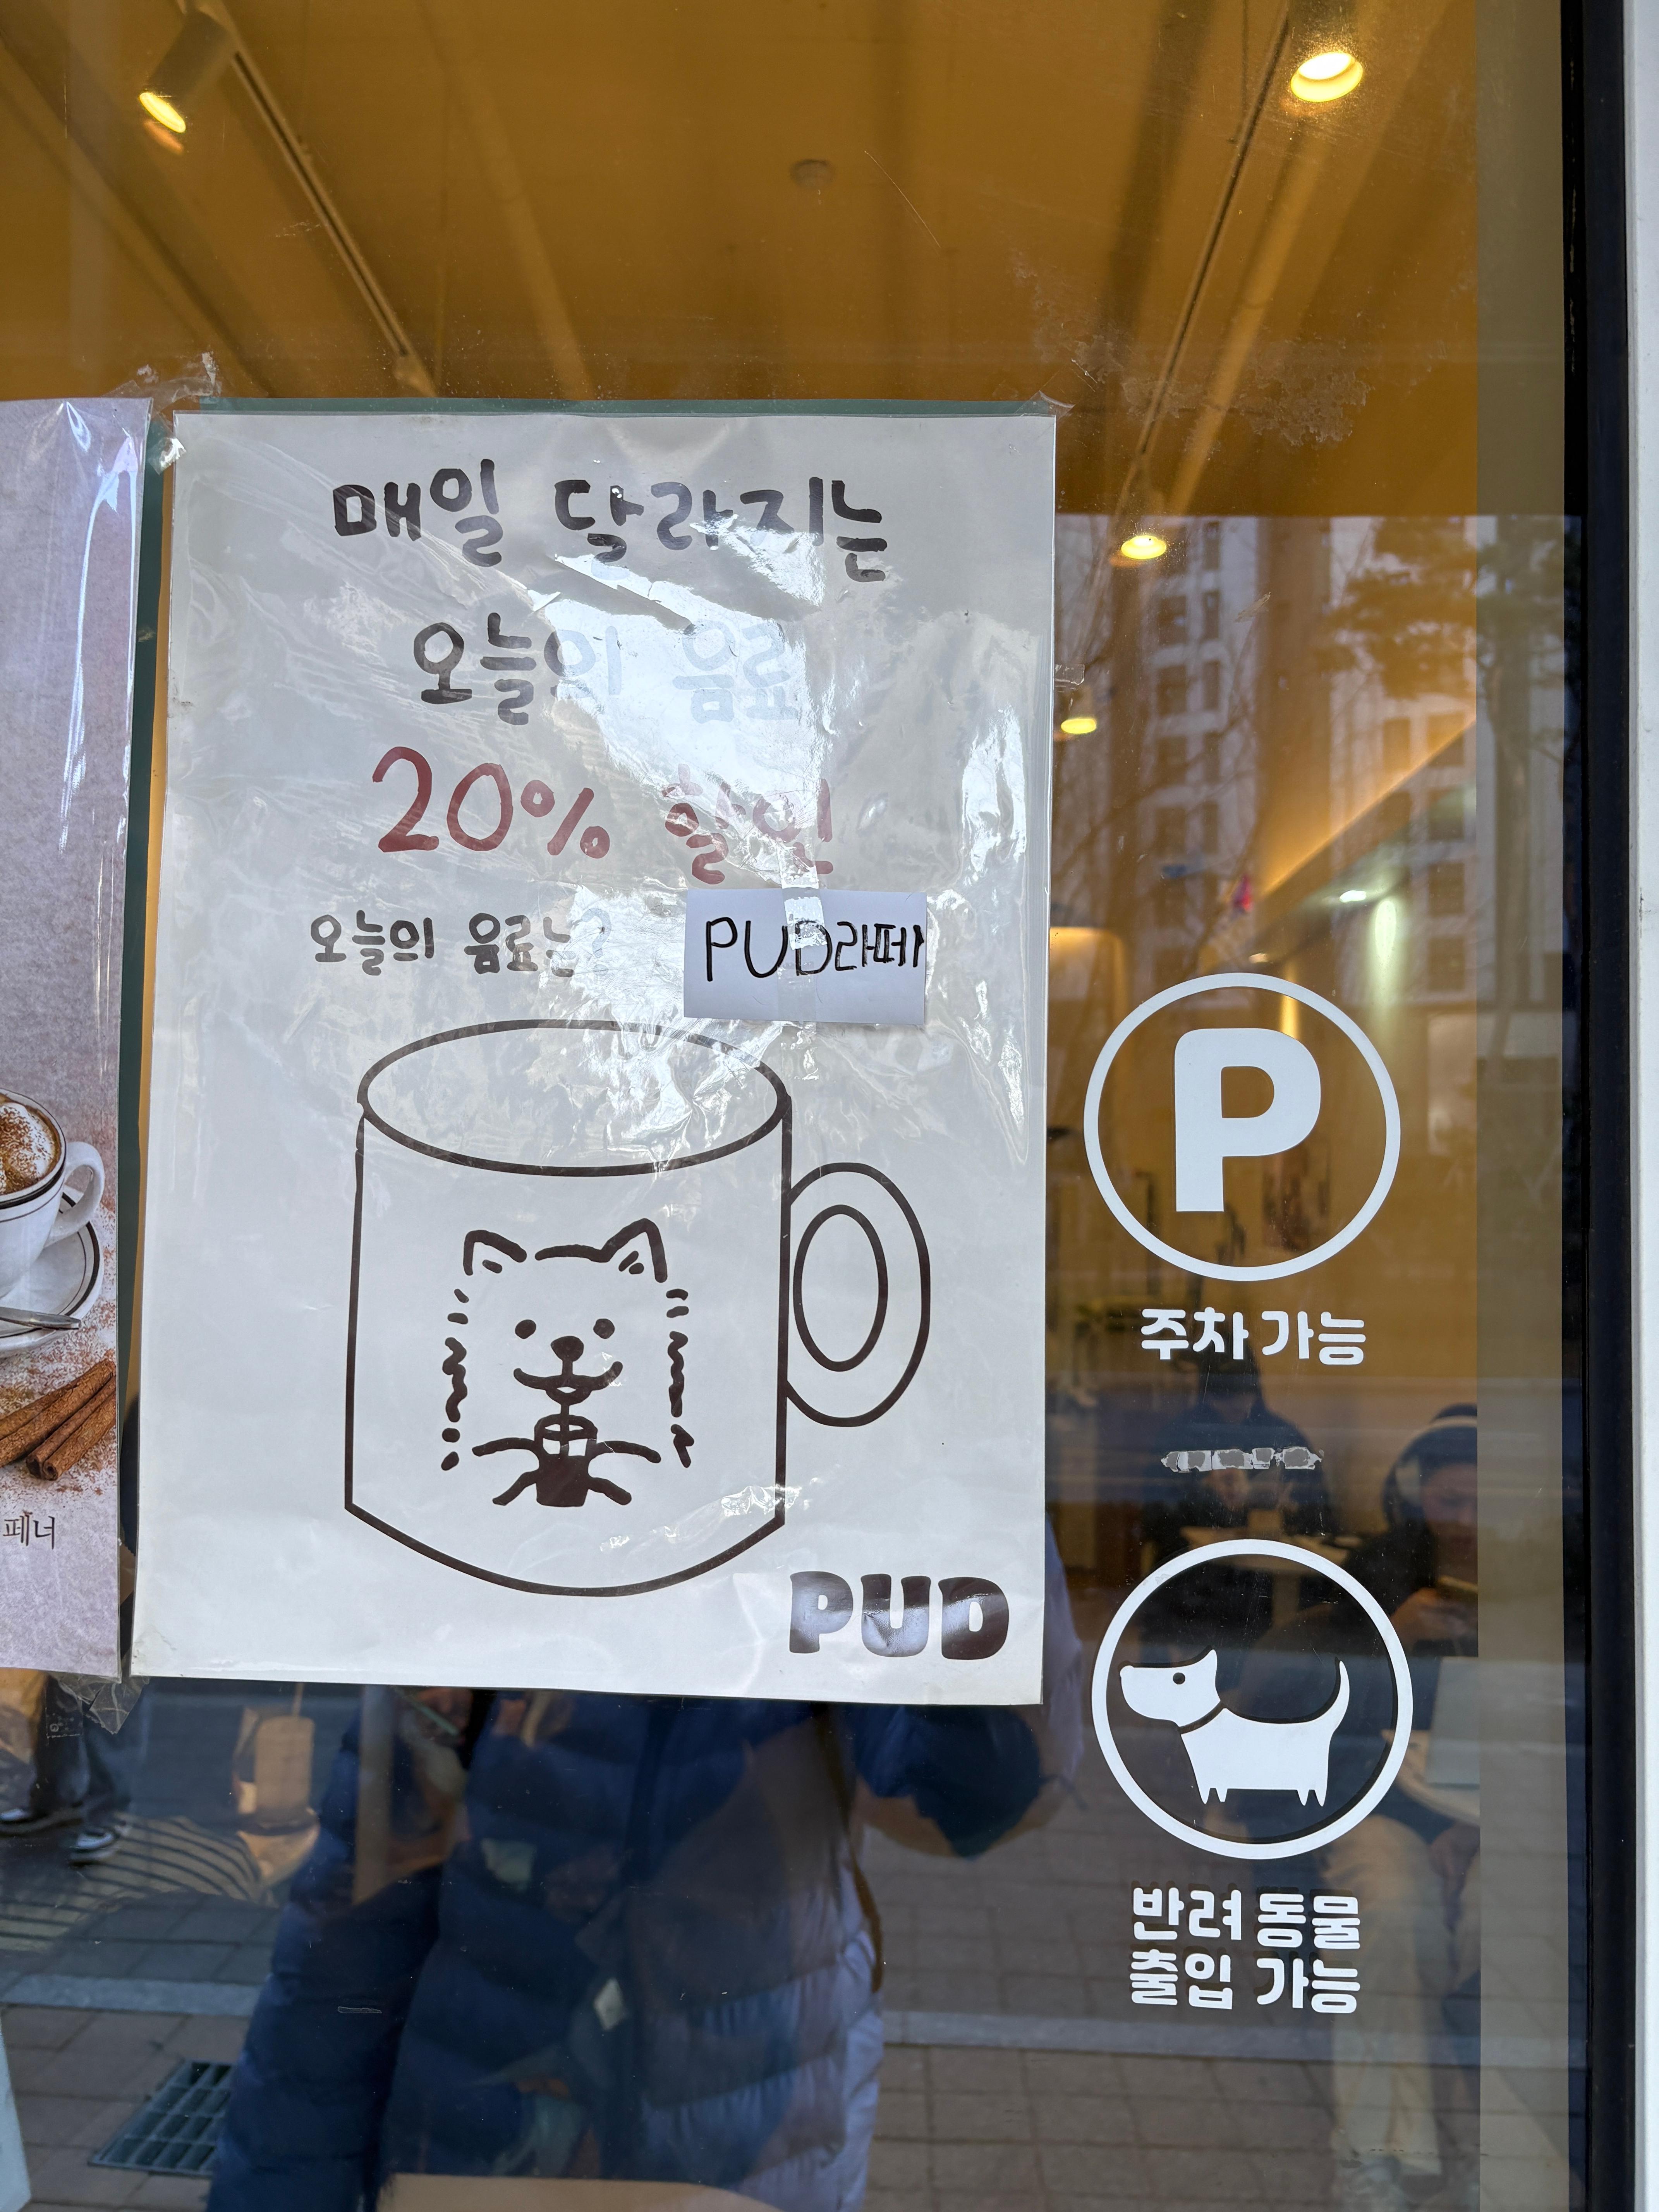 매일 달라지는
오늘의 음료
20% 할인
오늘의 음료는?
PUD라떼
PUD
페너
P
주차 가능
반려동물
출입 가능